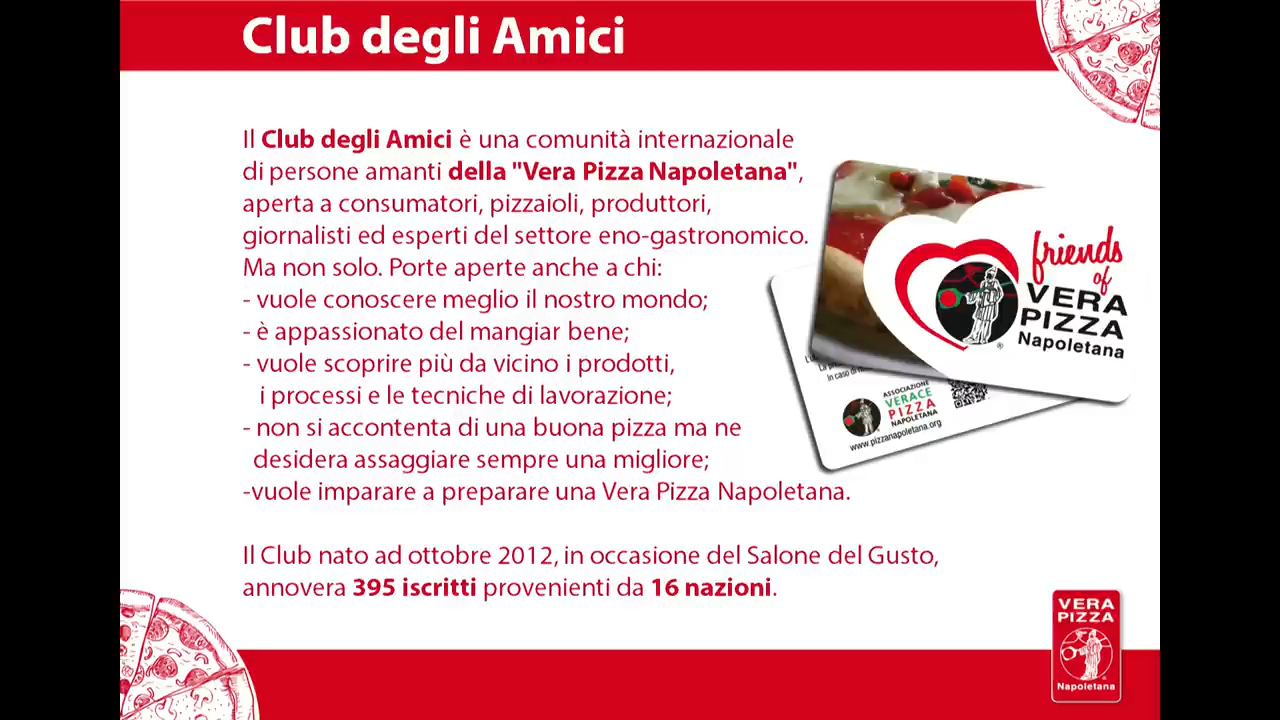 Club degli Amici
Il Club degli Amici è una comunità internazionale
di persone amanti della "Vera Pizza Napoletana",
aperta a consumatori, pizzaioli, produttori,
giornalisti ed esperti del settore eno-gastronomico.
Ma non solo. Porte aperte anche a chi:
- vuole conoscere meglio il nostro mondo;
- è appassionato del mangiar bene;
- vuole scoprire più da vicino i prodotti,
i processi e le tecniche di lavorazione;
- non si accontenta di una buona pizza ma ne
desidera assaggiare sempre una migliore;
-vuole imparare a preparare una Vera Pizza Napoletana.
Il Club nato ad ottobre 2012, in occasione del Salone del Gusto,
annovera 395 iscritti provenienti da 16 nazioni.
friends
of
VERA
PIZZA
Napoletana
In caso di
ASSOCIAZIONE
VERACE
PIZZA
NAPOLETANA
www.pizzanapoletana.org
VERA
PIZZA
Napoletana